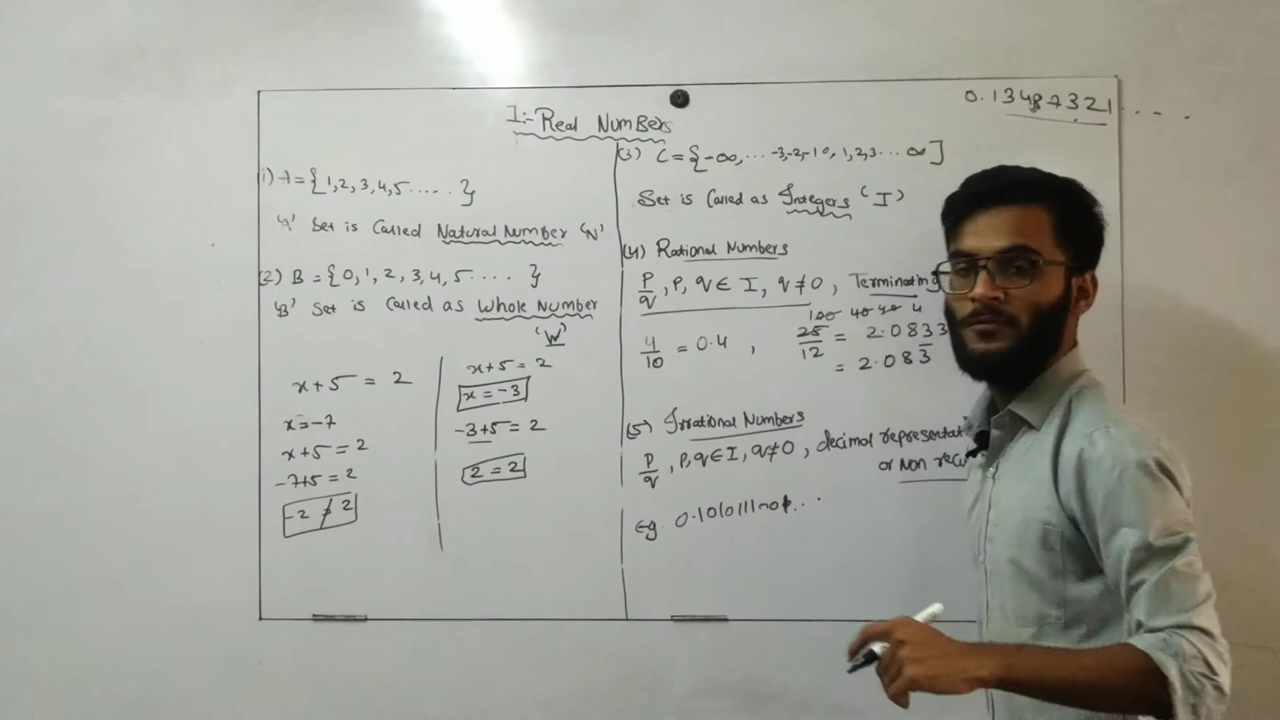 0.13487321....
I:- Real Numbers
1) A={1,2,3,4,5.....}
'A' Set is Called Natural Number 'N'
(2) B={0,1,2,3,4,5.... }
'B' Set is Called as Whole Number
'W'
x+5=2
x=-7
x+5=2
-7+5=2
-2≠2
x+5=2
x=-3
-3+5=2
2=2
(3) C={-∞,...-3,-2,-1,0,1,2,3...∞]
Set is Called as Integers (I)
(4) Rational Numbers
P/q, P, q∈I, q≠0, Terminating
100 40 40 4
4/10=0.4, 25/12=2.0833
=2.083
(5) Irrational Numbers
P/q, P,q∈I, q≠0, decimal
or Non
Eg.